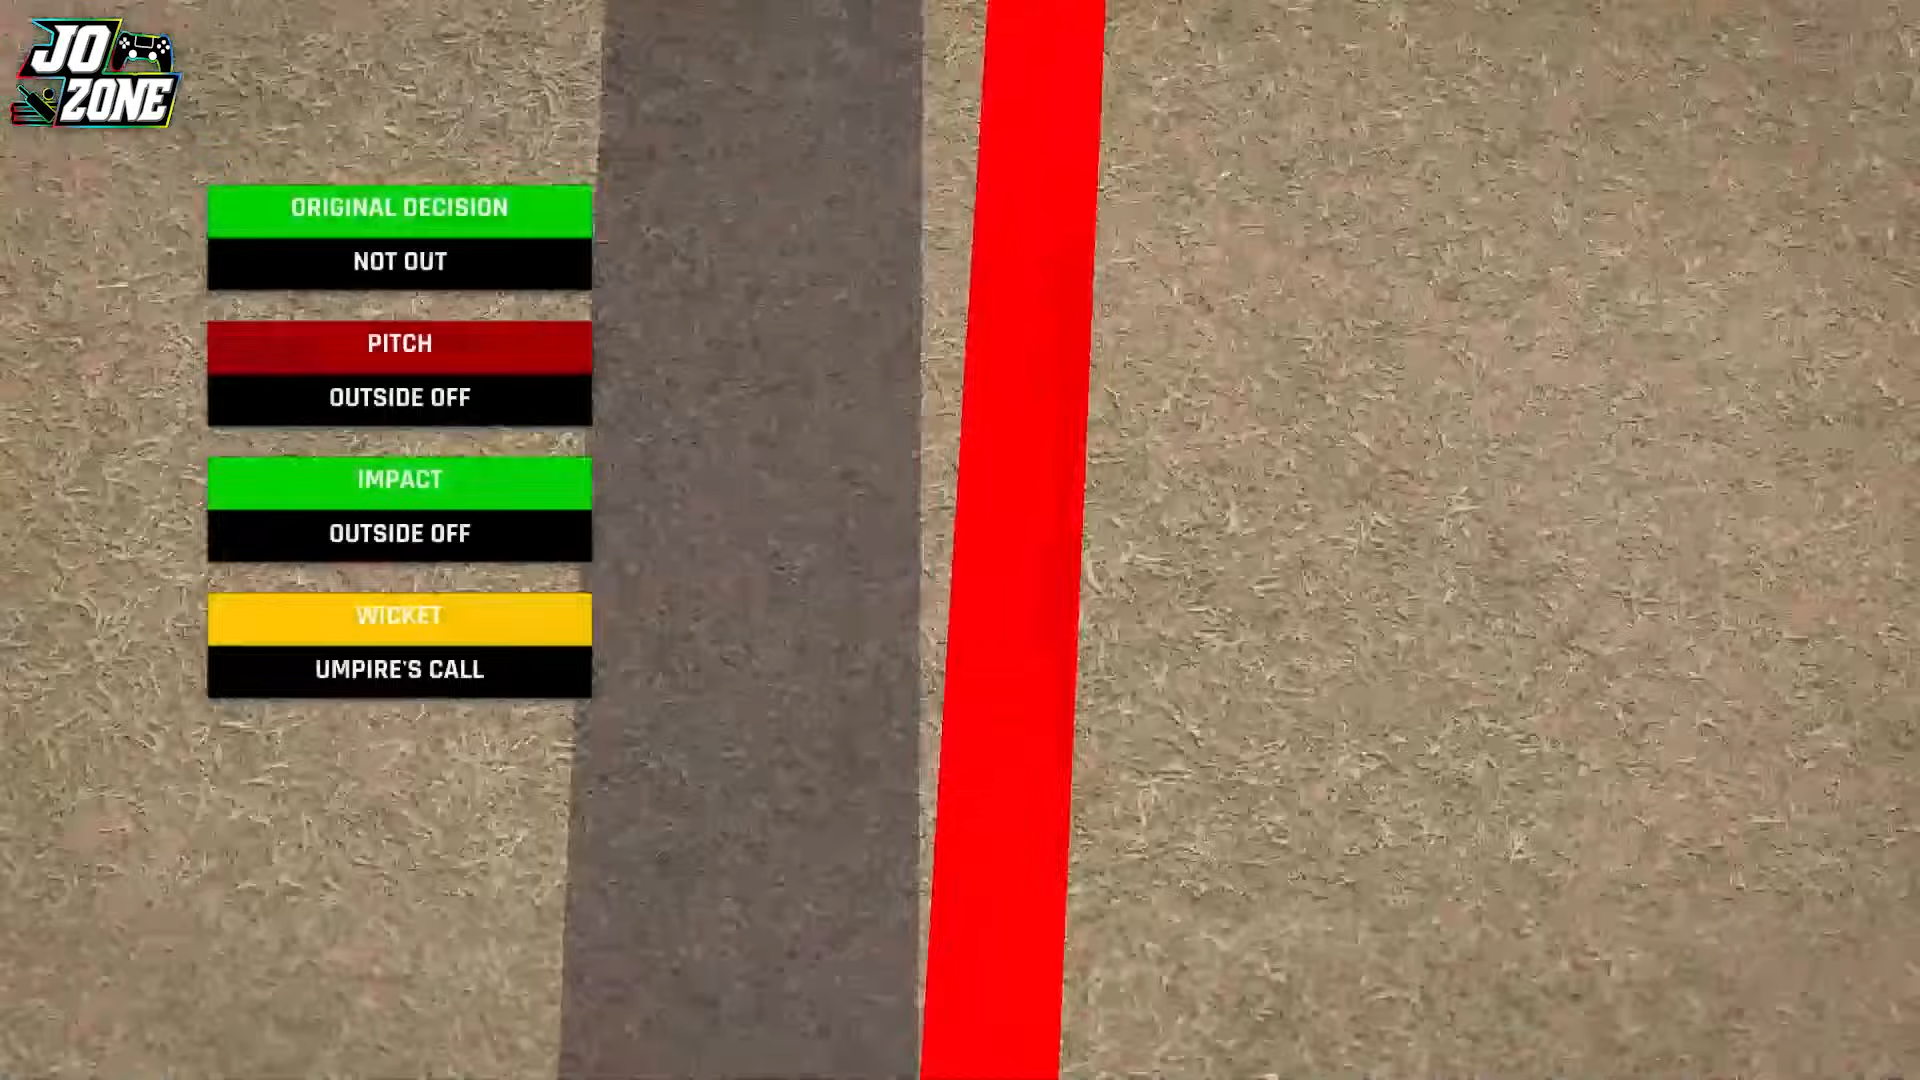 JO
ZONE
ORIGINAL DECISION
NOT OUT
PITCH
OUTSIDE OFF
IMPACT
OUTSIDE OFF
WICKET
UMPIRE'S CALL